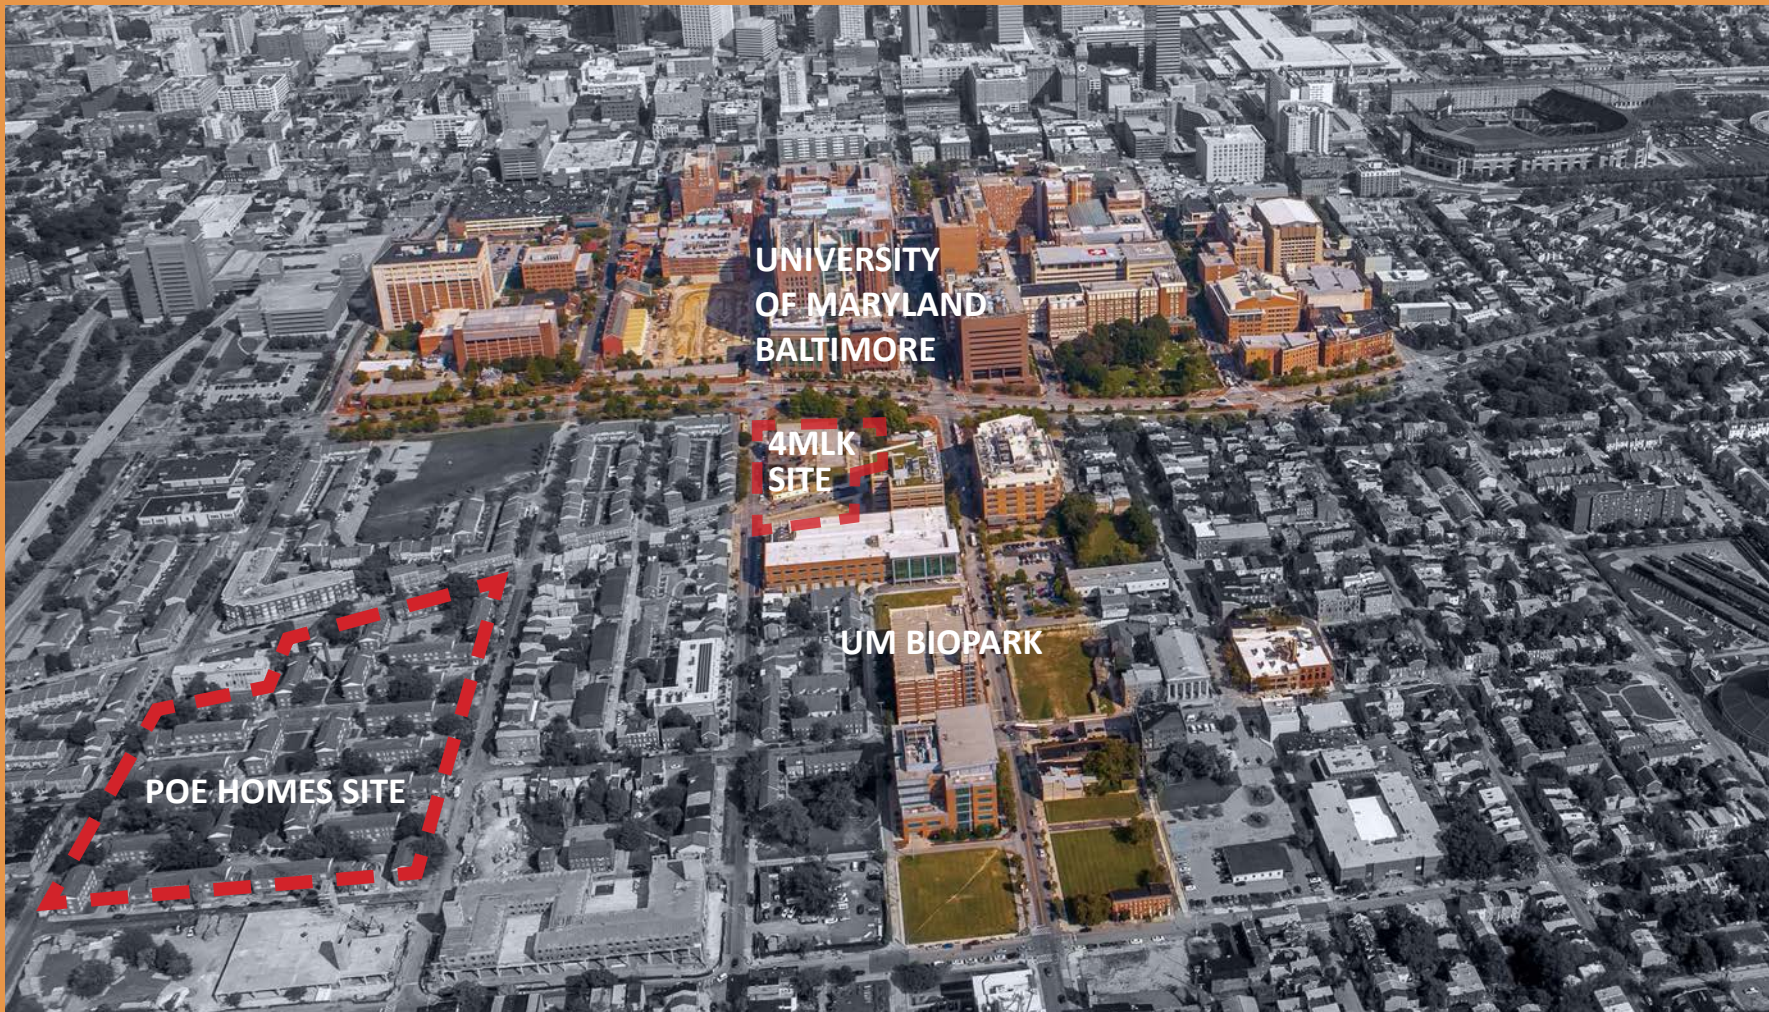 UNIVERSITY
OF MARYLAND
BALTIMORE
4MLK
SITE
UM BIOPARK
POE HOMES SITE